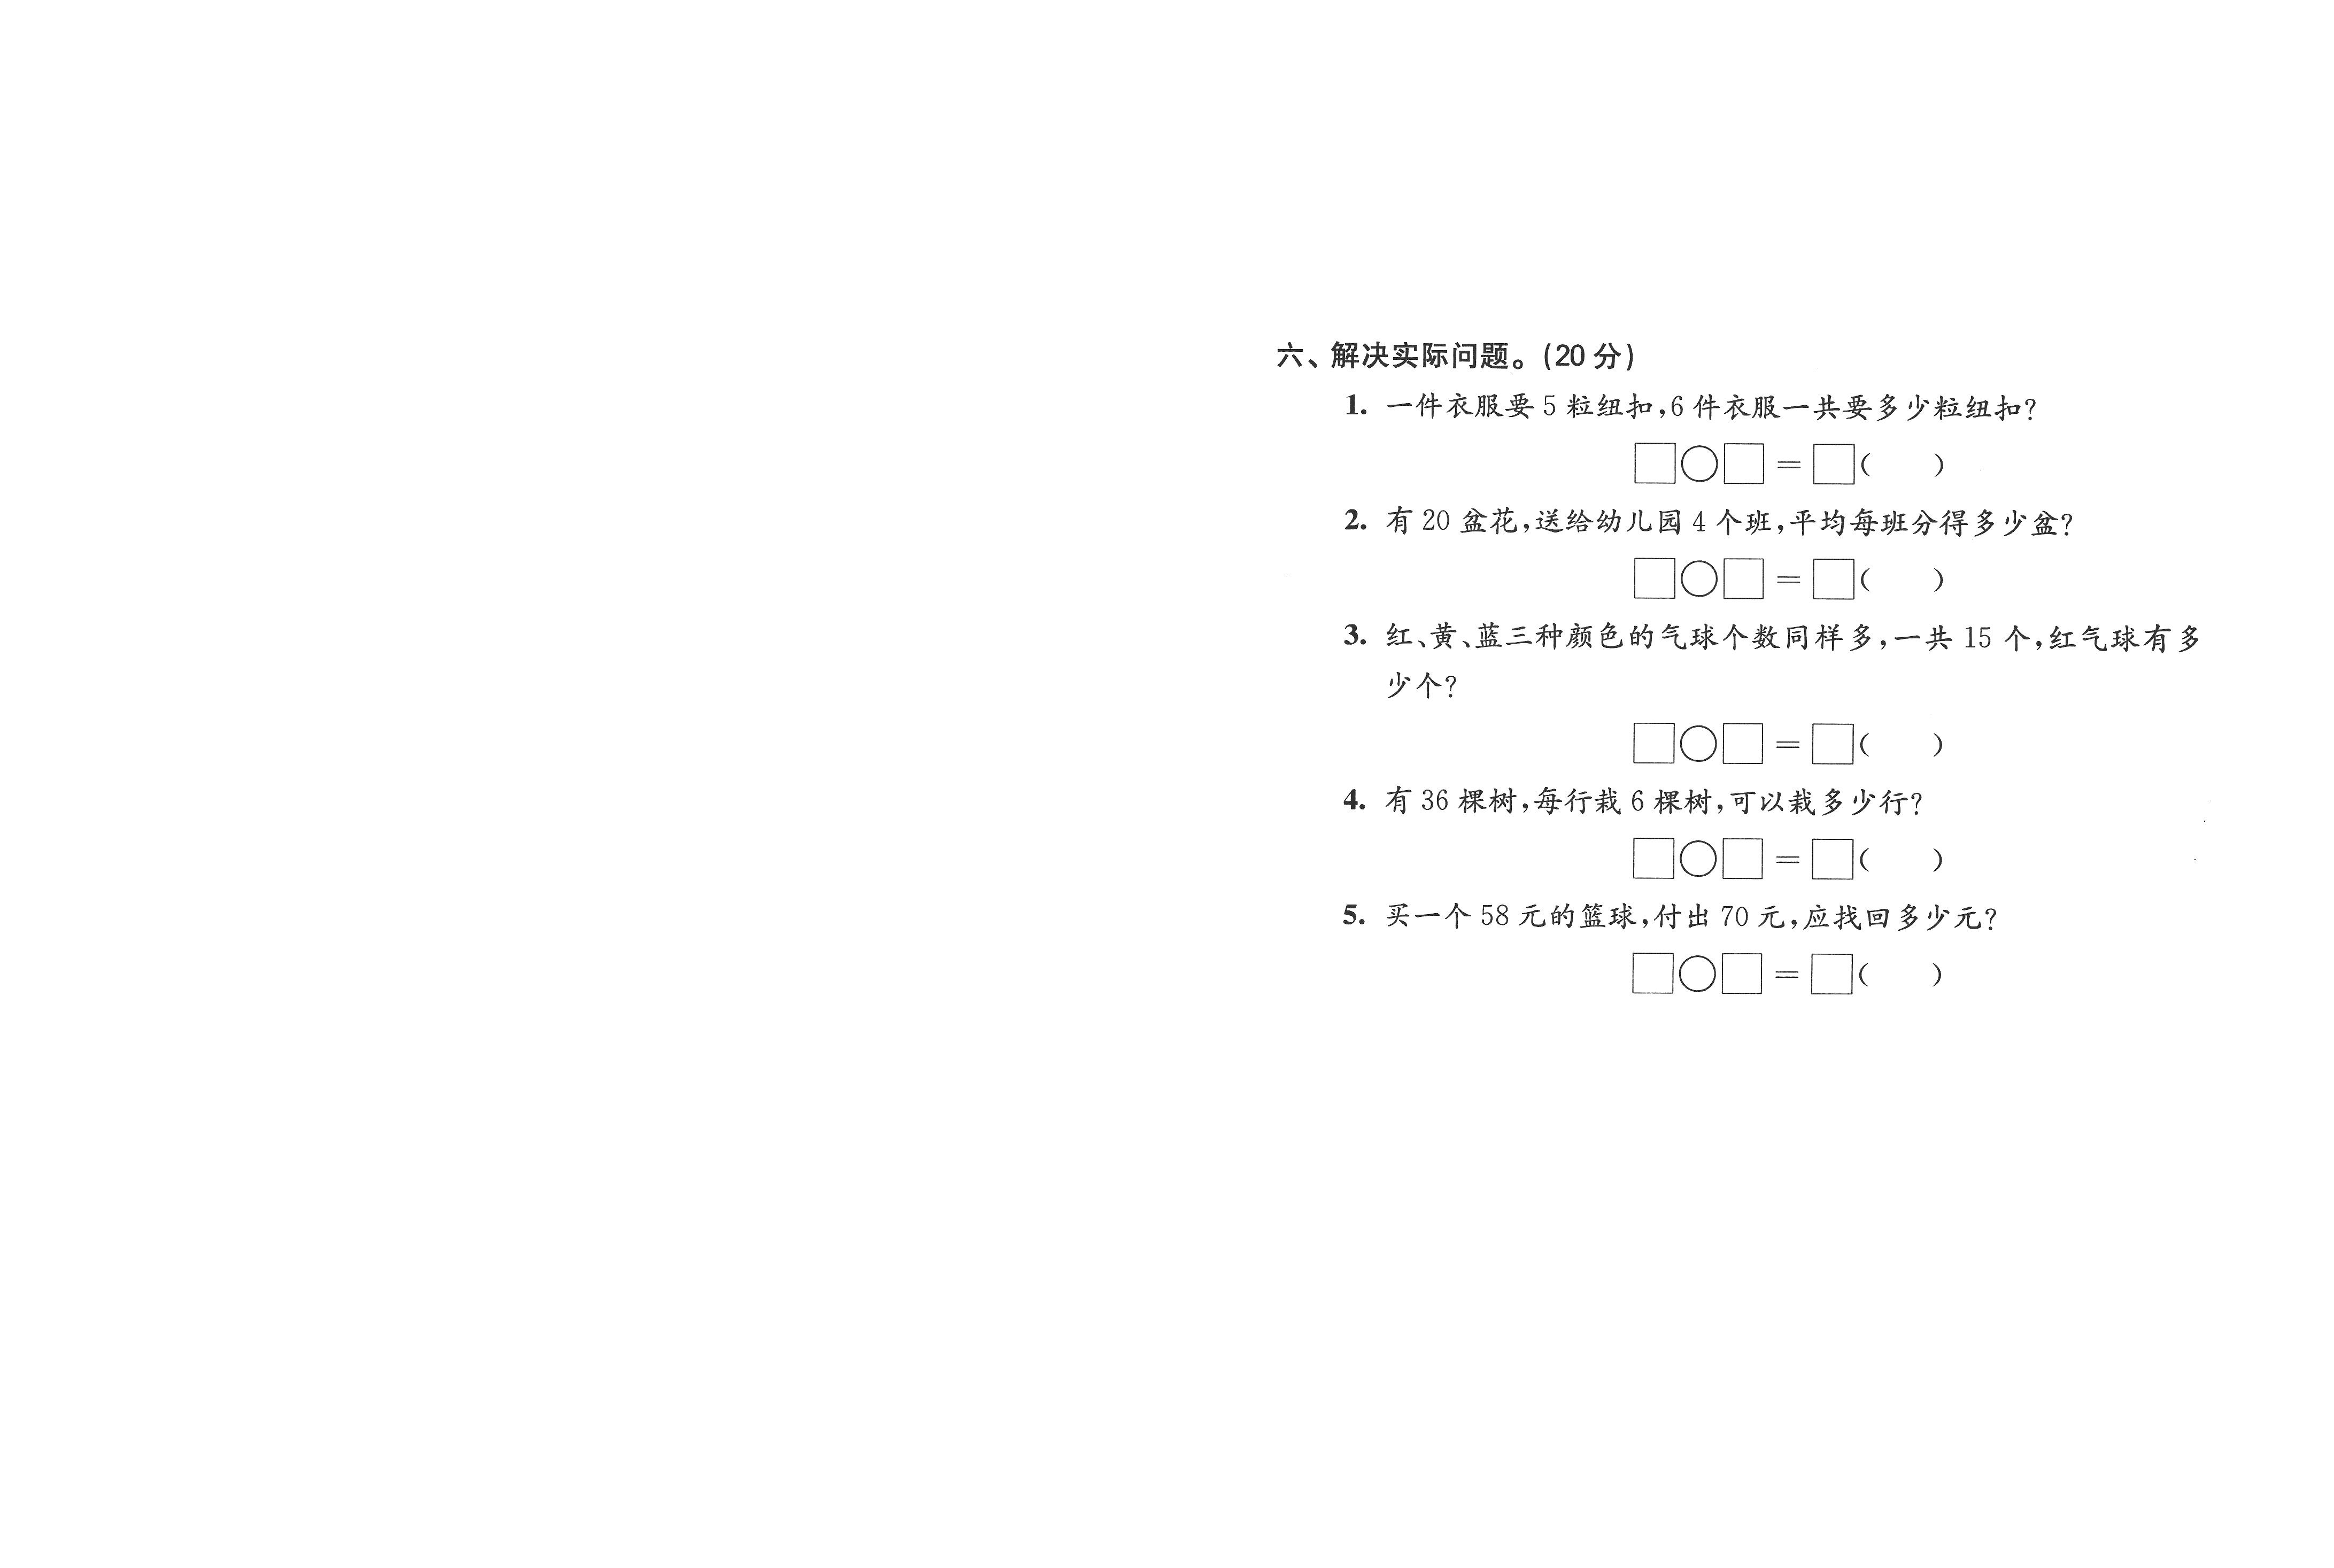 六、解决实际问题。(20 分)
1. 一件衣服要 5 粒纽扣,6 件衣服一共要多少粒纽扣?
□○□=□(  )
2. 有 20 盆花,送给幼儿园 4 个班,平均每班分得多少盆?
□○□=□(  )
3. 红、黄、蓝三种颜色的气球个数同样多,一共 15 个,红气球有多
少个?
□○□=□(  )
4. 有 36 棵树,每行栽 6 棵树,可以栽多少行?
□○□=□(  )
5. 买一个 58 元的篮球,付出 70 元,应找回多少元?
□○□=□(  )